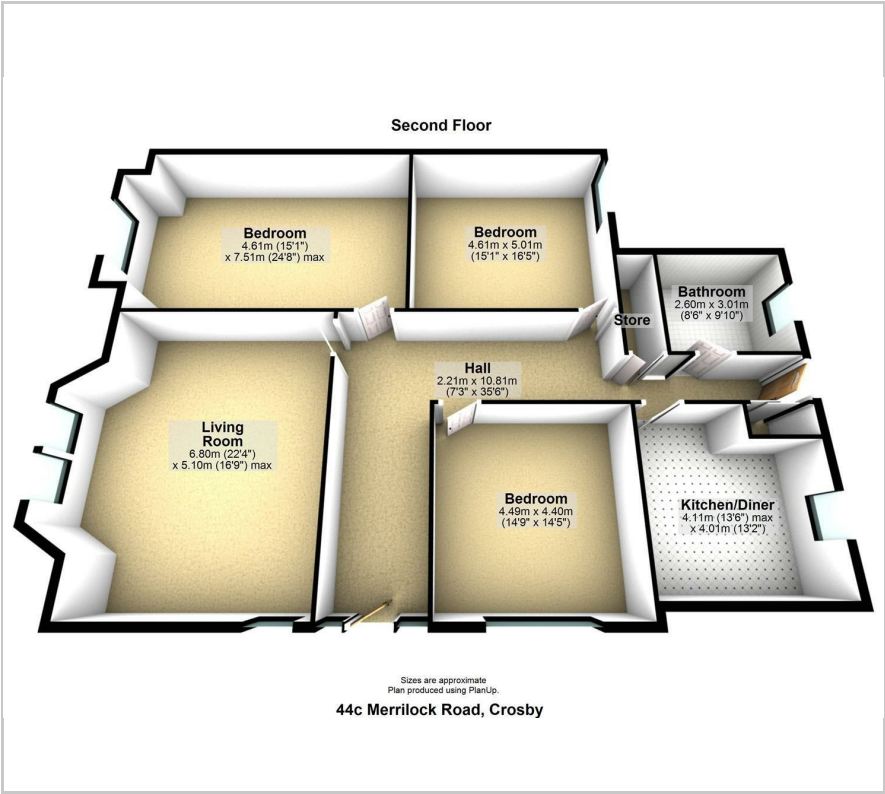 Second Floor
Bedroom
4.61m (15'1")
x 7.51m (24'8") max
Bedroom
4.61m x 5.01m
(15'1" x 16'5")
Bathroom
2.60m x 3.01m
(8'6" x 9'10")
Store
Hall
2.21m x 10.81m
(7'3" x 35'6")
Living
Room
6.80m (22'4")
x 5.10m (16'9") max
Bedroom
4.49m x 4.40m
(14'9" x 14'5")
Kitchen/Diner
4.11m (13'6") max
x 4.01m (13'2")
Sizes are approximate
Plan produced using PlanUp.
44c Merrilock Road, Crosby